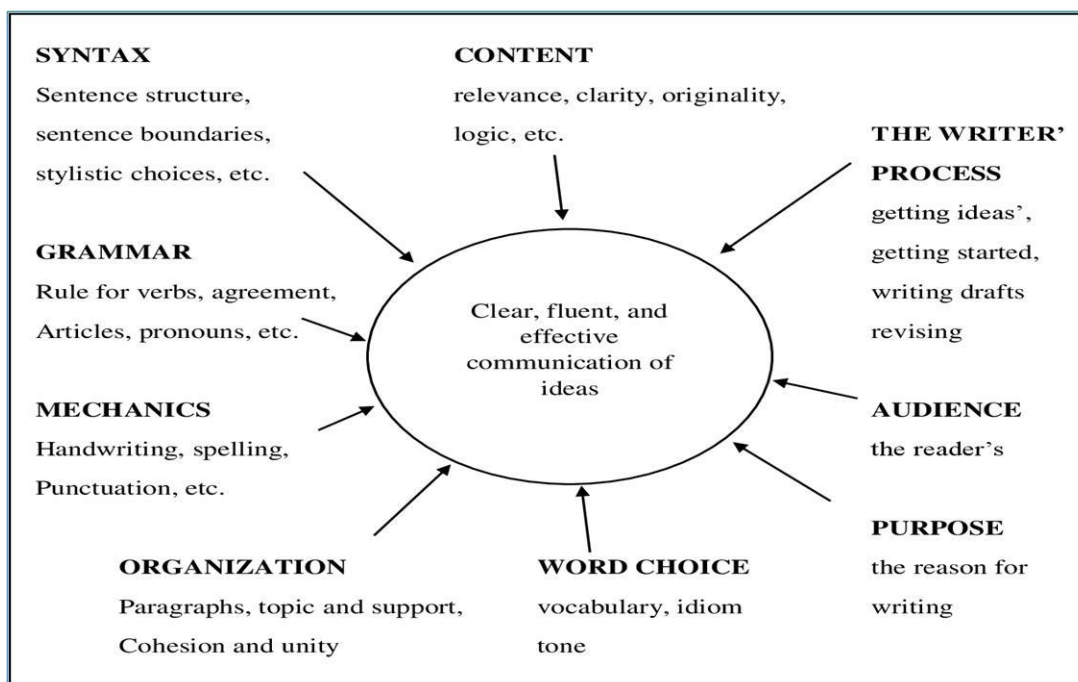 SYNTAX
Sentence structure,
sentence boundaries,
stylistic choices, etc.
CONTENT
relevance, clarity, originality,
logic, etc.
THE WRITER’
PROCESS
getting ideas’,
getting started,
writing drafts
revising
GRAMMAR
Rule for verbs, agreement,
Articles, pronouns, etc.
Clear, fluent, and
effective
communication of
ideas
MECHANICS
Handwriting, spelling,
Punctuation, etc.
AUDIENCE
the reader’s
PURPOSE
the reason for
writing
ORGANIZATION
Paragraphs, topic and support,
Cohesion and unity
WORD CHOICE
vocabulary, idiom
tone